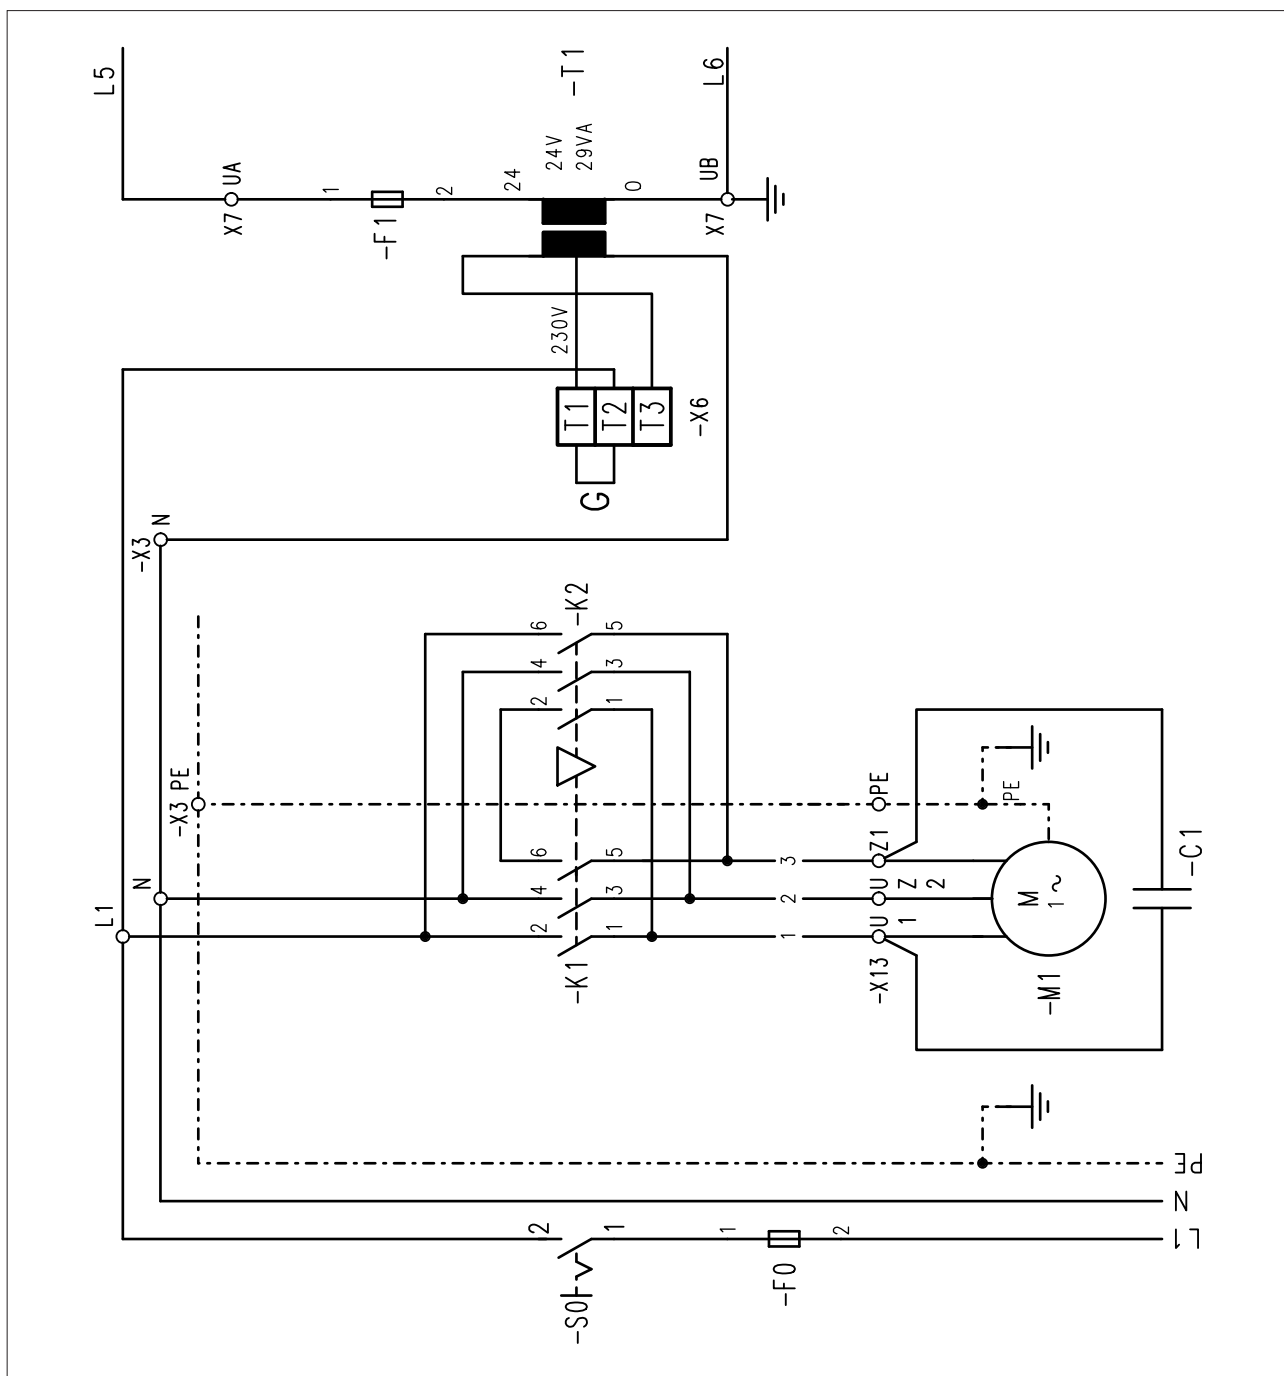 L5
X7 UA
1
2
-F1
24
24V
29VA
-T1
0
X7 UB
L6
230V
T1
T2
T3
-X6
G
-X3 N
-X3 PE
N
L1
6
5
4
3
2
1
-K2
6
5
4
3
2
1
-K1
3
2
1
PE
Z1
U Z
2
U 1
-X13
PE
M
1 ~
-M1
-C1
2
1
-S0
1
2
-F0
PE
N
L1